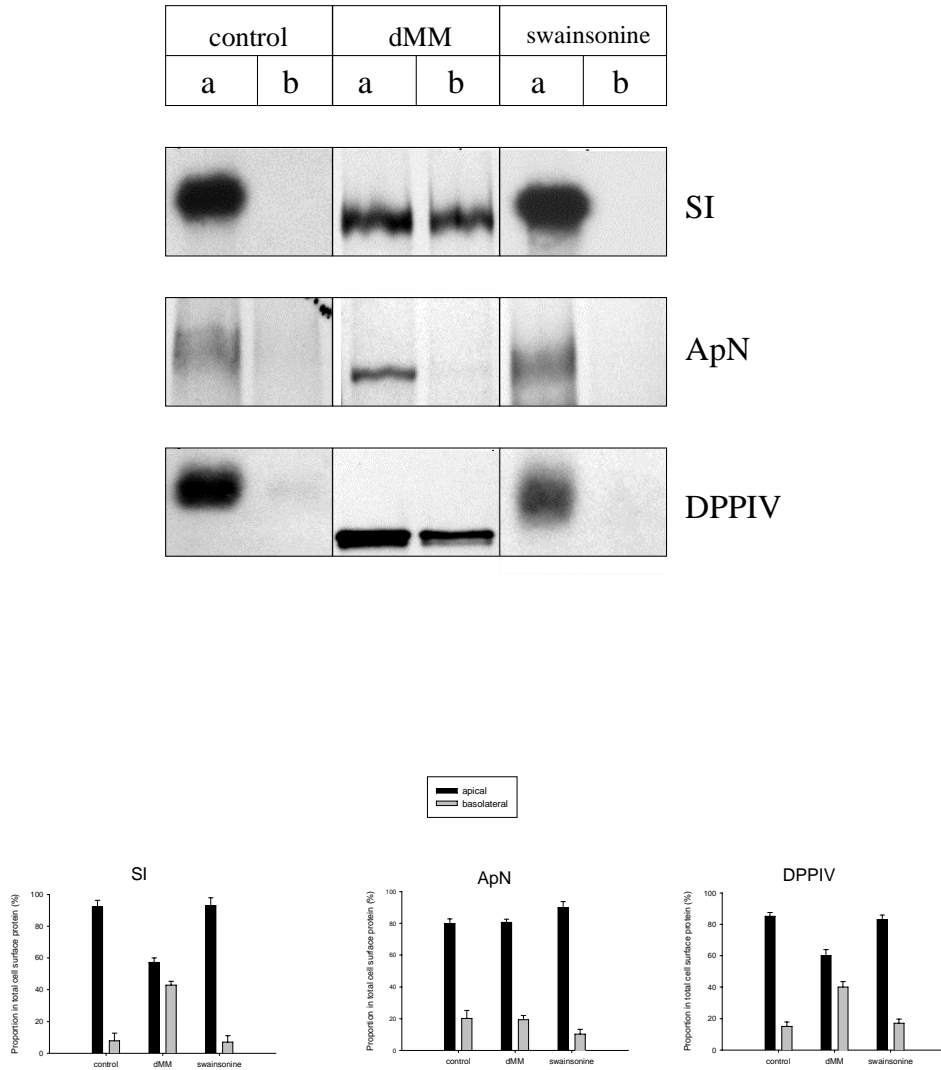 control dMM swainsonine
a b a b a b
SI
ApN
DPPIV
apical
basolateral
SI
Proportion in total cell surface protein (%)
100
80
60
40
20
0
control dMM swainsonine
ApN
Proportion in total cell surface protein (%)
100
80
60
40
20
0
control dMM swainsonine
DPPIV
Proportion in total cell surface protein (%)
100
80
60
40
20
0
control dMM swainsonine